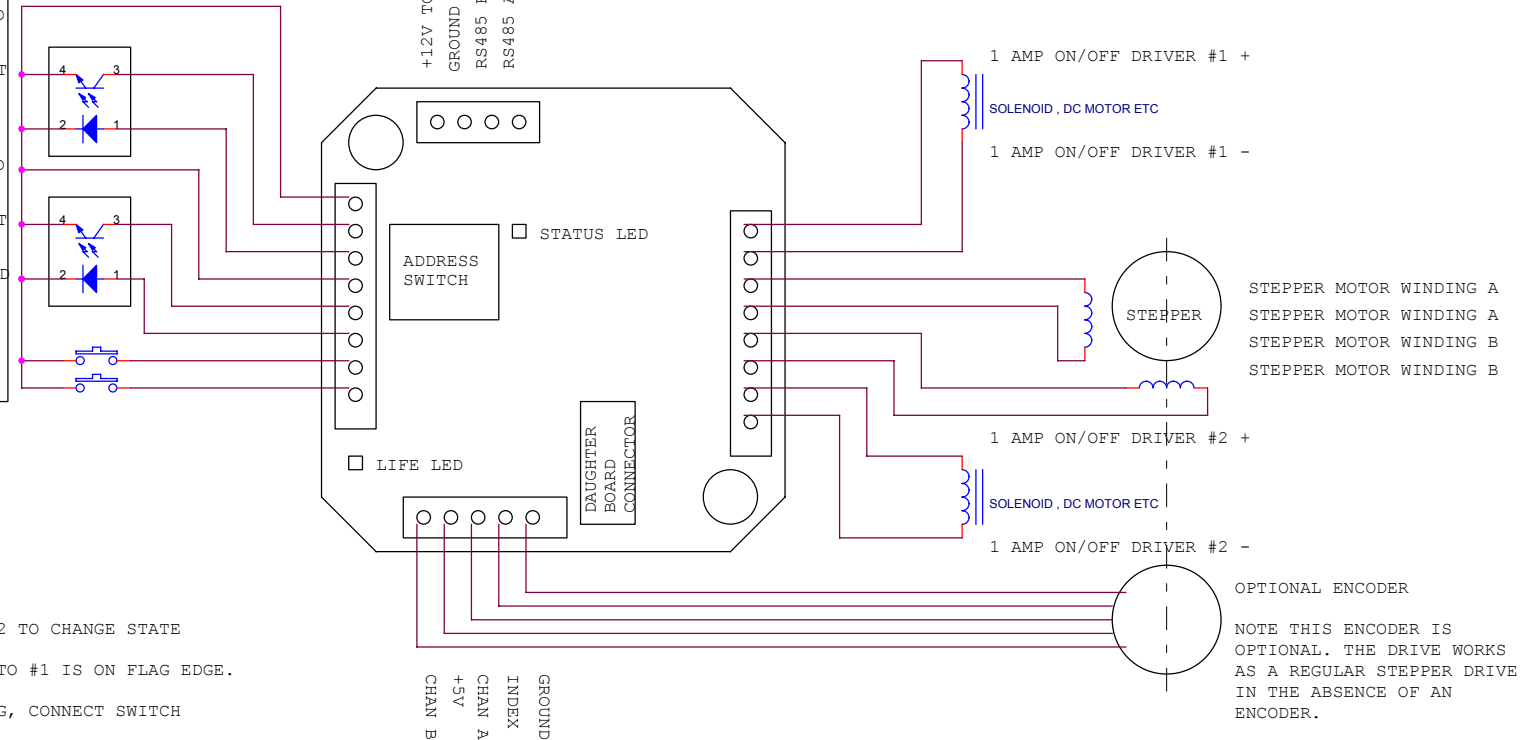 +12V TO
GROUND
RS485
RS485
4 3
2 1
4 3
2 1
ADDRESS
SWITCH
STATUS LED
LIFE LED
DAUGHTER
BOARD
CONNECTOR
1 AMP ON/OFF DRIVER #1 +
SOLENOID , DC MOTOR ETC
1 AMP ON/OFF DRIVER #1 -
STEPPER
STEPPER MOTOR WINDING A
STEPPER MOTOR WINDING A
STEPPER MOTOR WINDING B
STEPPER MOTOR WINDING B
1 AMP ON/OFF DRIVER #2 +
SOLENOID , DC MOTOR ETC
1 AMP ON/OFF DRIVER #2 -
OPTIONAL ENCODER
NOTE THIS ENCODER IS
OPTIONAL. THE DRIVE WORKS
AS A REGULAR STEPPER DRIVE
IN THE ABSENCE OF AN
ENCODER.
CHAN B
+5V
CHAN A
INDEX
GROUND
2 TO CHANGE STATE
TO #1 IS ON FLAG EDGE.
G, CONNECT SWITCH